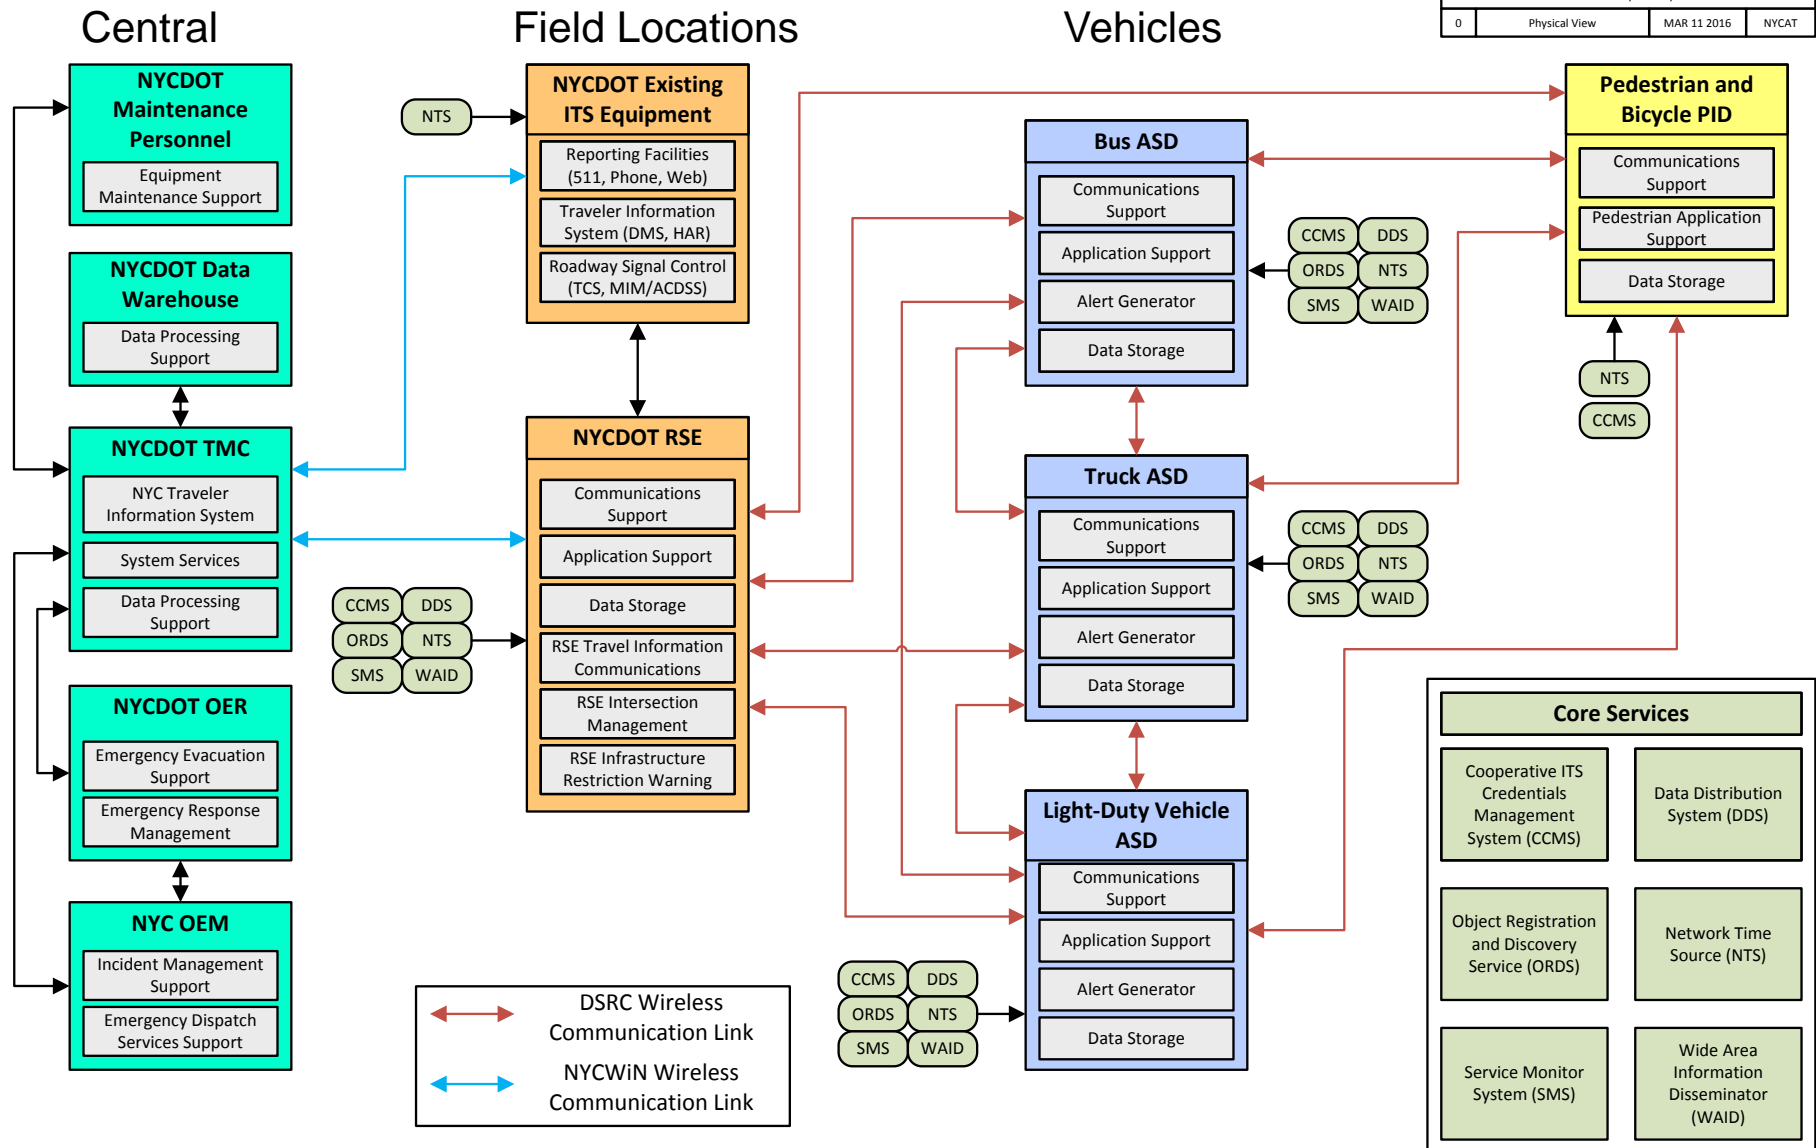 Central
Field Locations
Vehicles
0 Physical View MAR 11 2016 NYCAT
NYCDOT
Maintenance
Personnel
Equipment
Maintenance Support
NYCDOT Data
Warehouse
Data Processing
Support
NYCDOT TMC
NYC Traveler
Information System
System Services
Data Processing
Support
NYCDOT OER
Emergency Evacuation
Support
Emergency Response
Management
NYC OEM
Incident Management
Support
Emergency Dispatch
Services Support
NTS
NYCDOT Existing
ITS Equipment
Reporting Facilities
(511, Phone, Web)
Traveler Information
System (DMS, HAR)
Roadway Signal Control
(TCS, MIM/ACDSS)
NYCDOT RSE
Communications
Support
Application Support
Data Storage
RSE Travel Information
Communications
RSE Intersection
Management
RSE Infrastructure
Restriction Warning
CCMS DDS
ORDS NTS
SMS WAID
DSRC Wireless
Communication Link
NYCWiN Wireless
Communication Link
Bus ASD
Communications
Support
Application Support
Alert Generator
Data Storage
CCMS DDS
ORDS NTS
SMS WAID
Truck ASD
Communications
Support
Application Support
Alert Generator
Data Storage
CCMS DDS
ORDS NTS
SMS WAID
Light-Duty Vehicle
ASD
Communications
Support
Application Support
Alert Generator
Data Storage
CCMS DDS
ORDS NTS
SMS WAID
Pedestrian and
Bicycle PID
Communications
Support
Pedestrian Application
Support
Data Storage
NTS
CCMS
Core Services
Cooperative ITS
Credentials
Management
System (CCMS)
Data Distribution
System (DDS)
Object Registration
and Discovery
Service (ORDS)
Network Time
Source (NTS)
Service Monitor
System (SMS)
Wide Area
Information
Disseminator
(WAID)